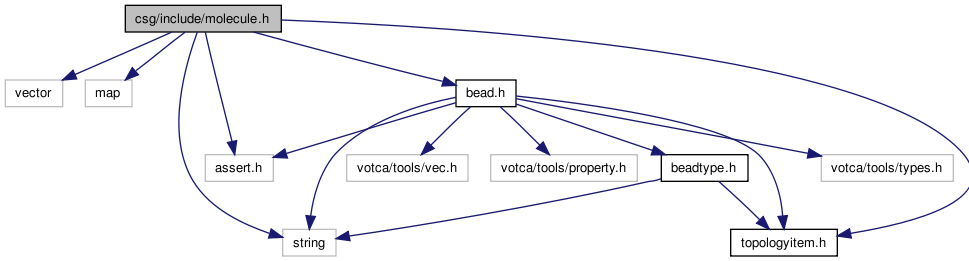 csg/include/molecule.h
vector
map
bead.h
assert.h
votca/tools/vec.h
votca/tools/property.h
beadtype.h
votca/tools/types.h
string
topologyitem.h